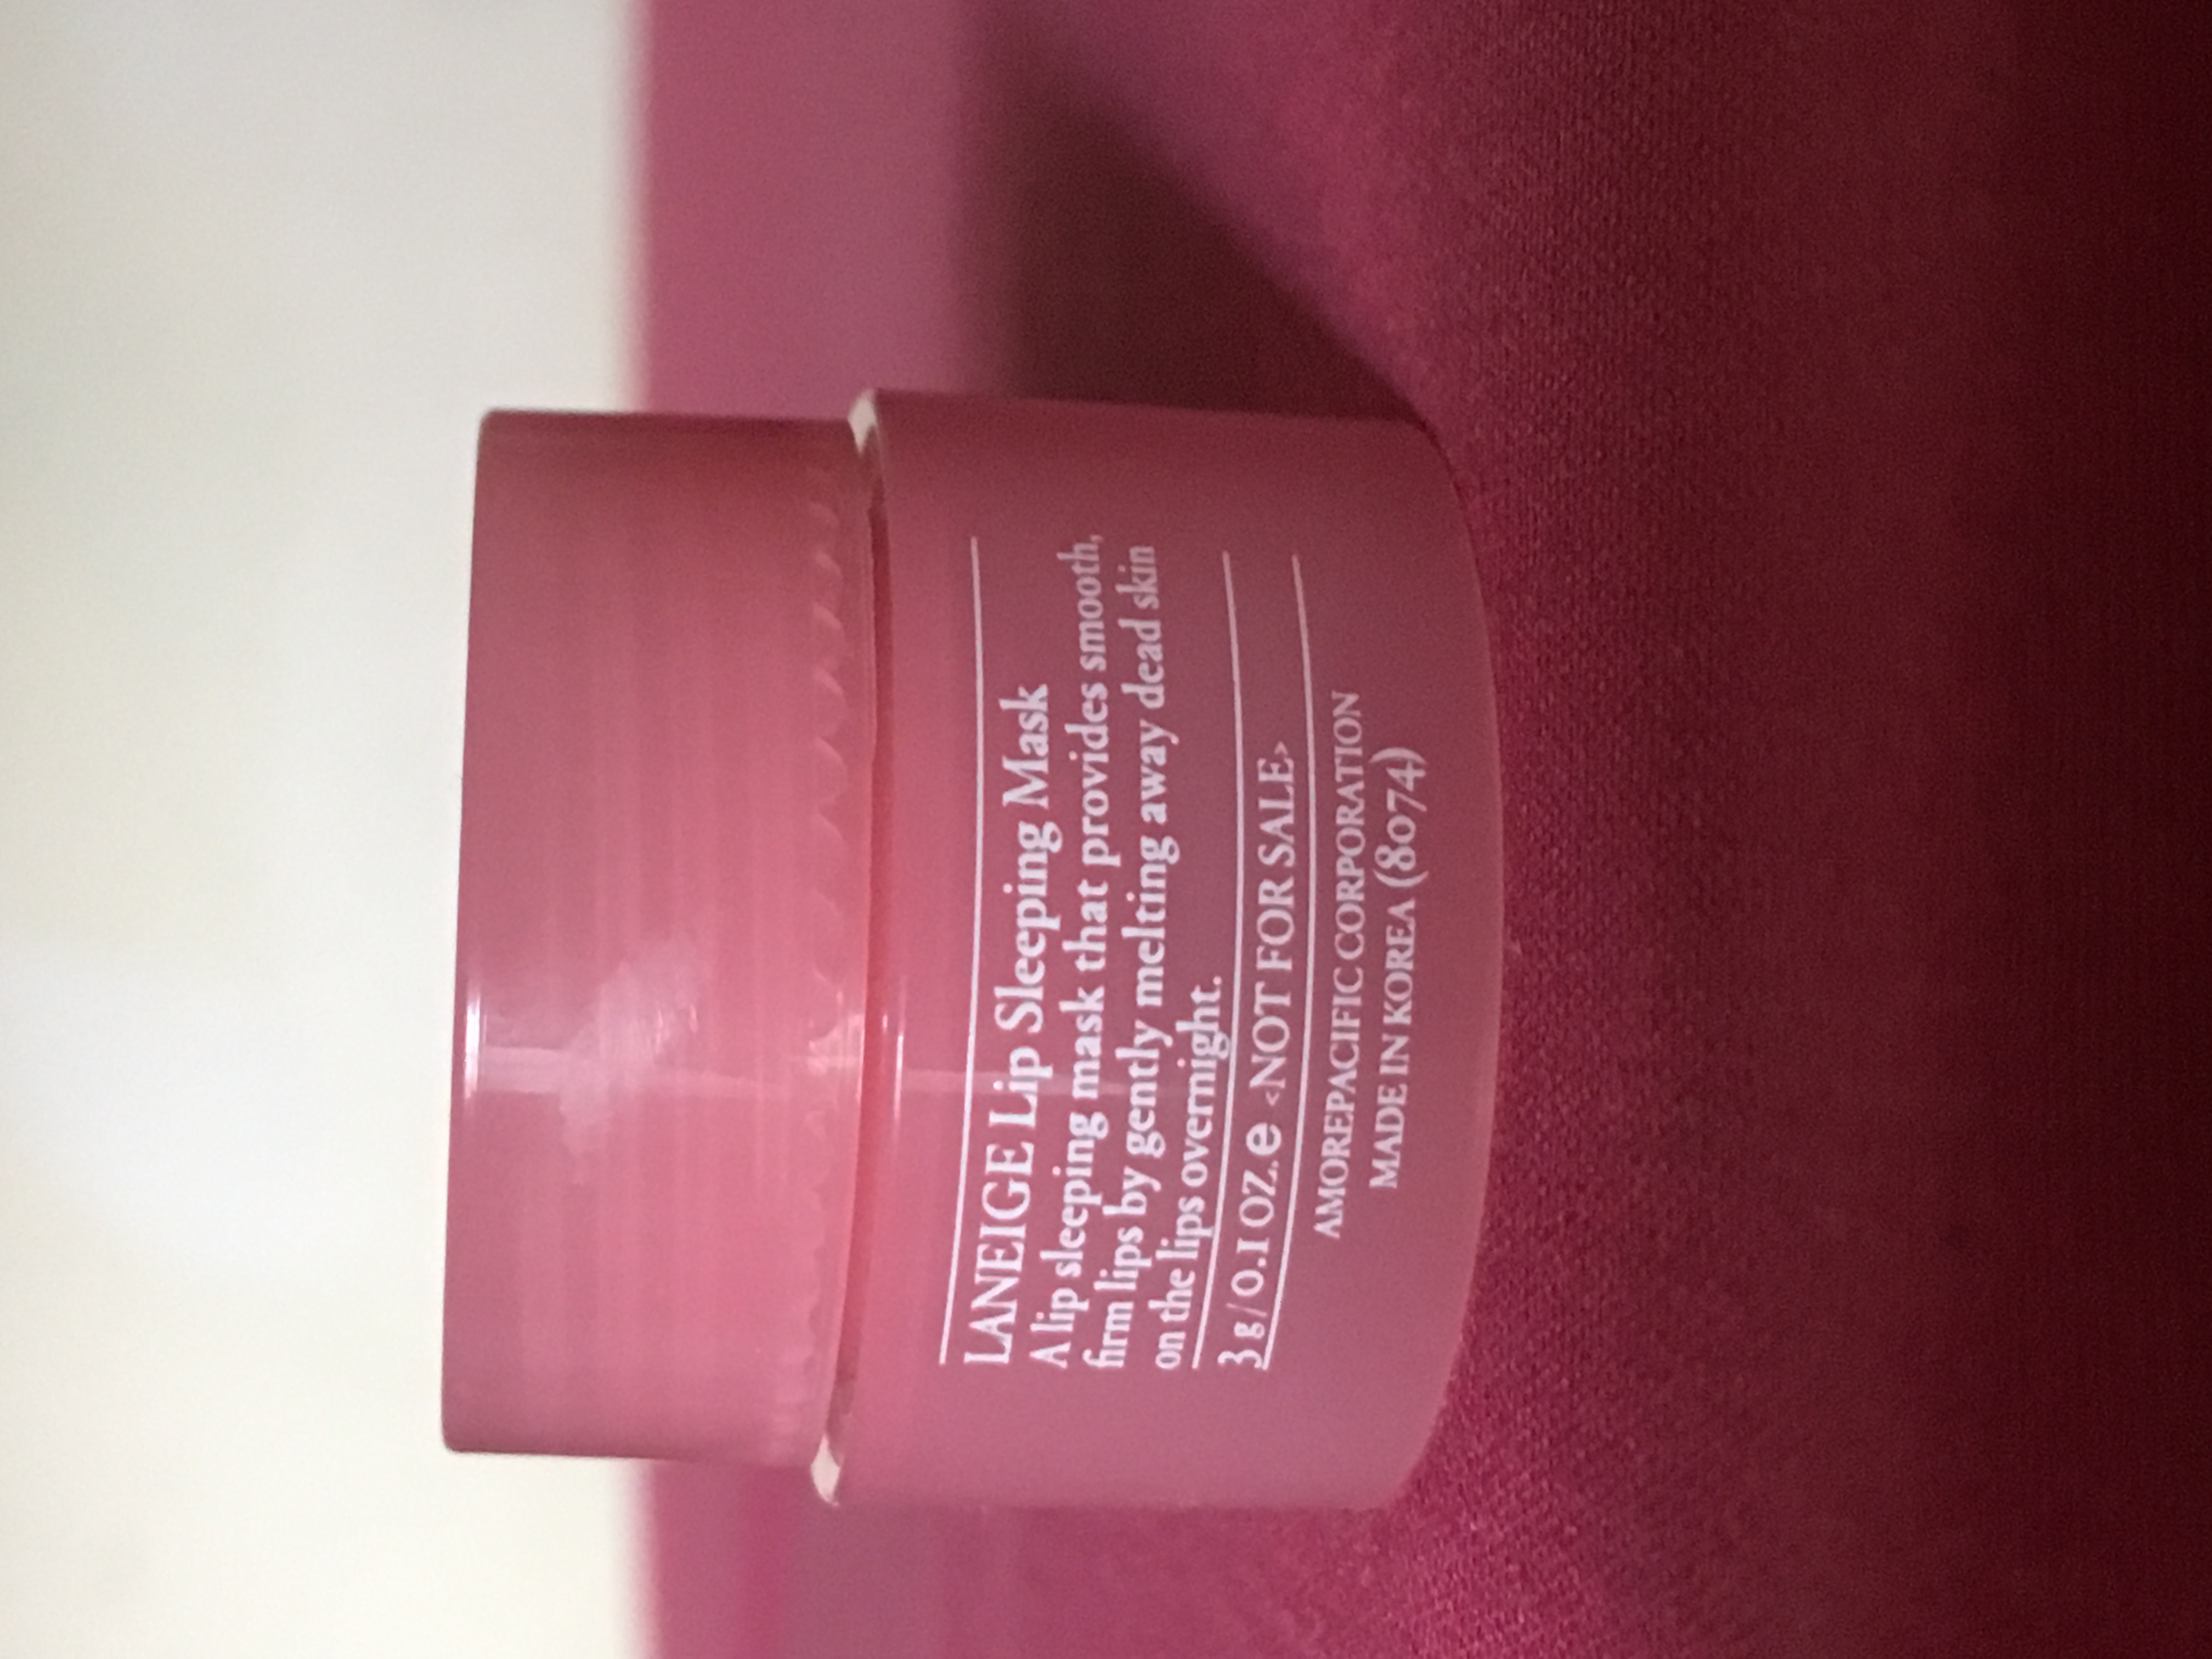 LANEIGE Lip Sleeping Mask
A lip sleeping mask that provides smooth,
firm lips by gently melting away dead skin
on the lips overnight.
3 g / 0.1 OZ. e <NOT FOR SALE>
AMOREPACIFIC CORPORATION
MADE IN KOREA (8074)